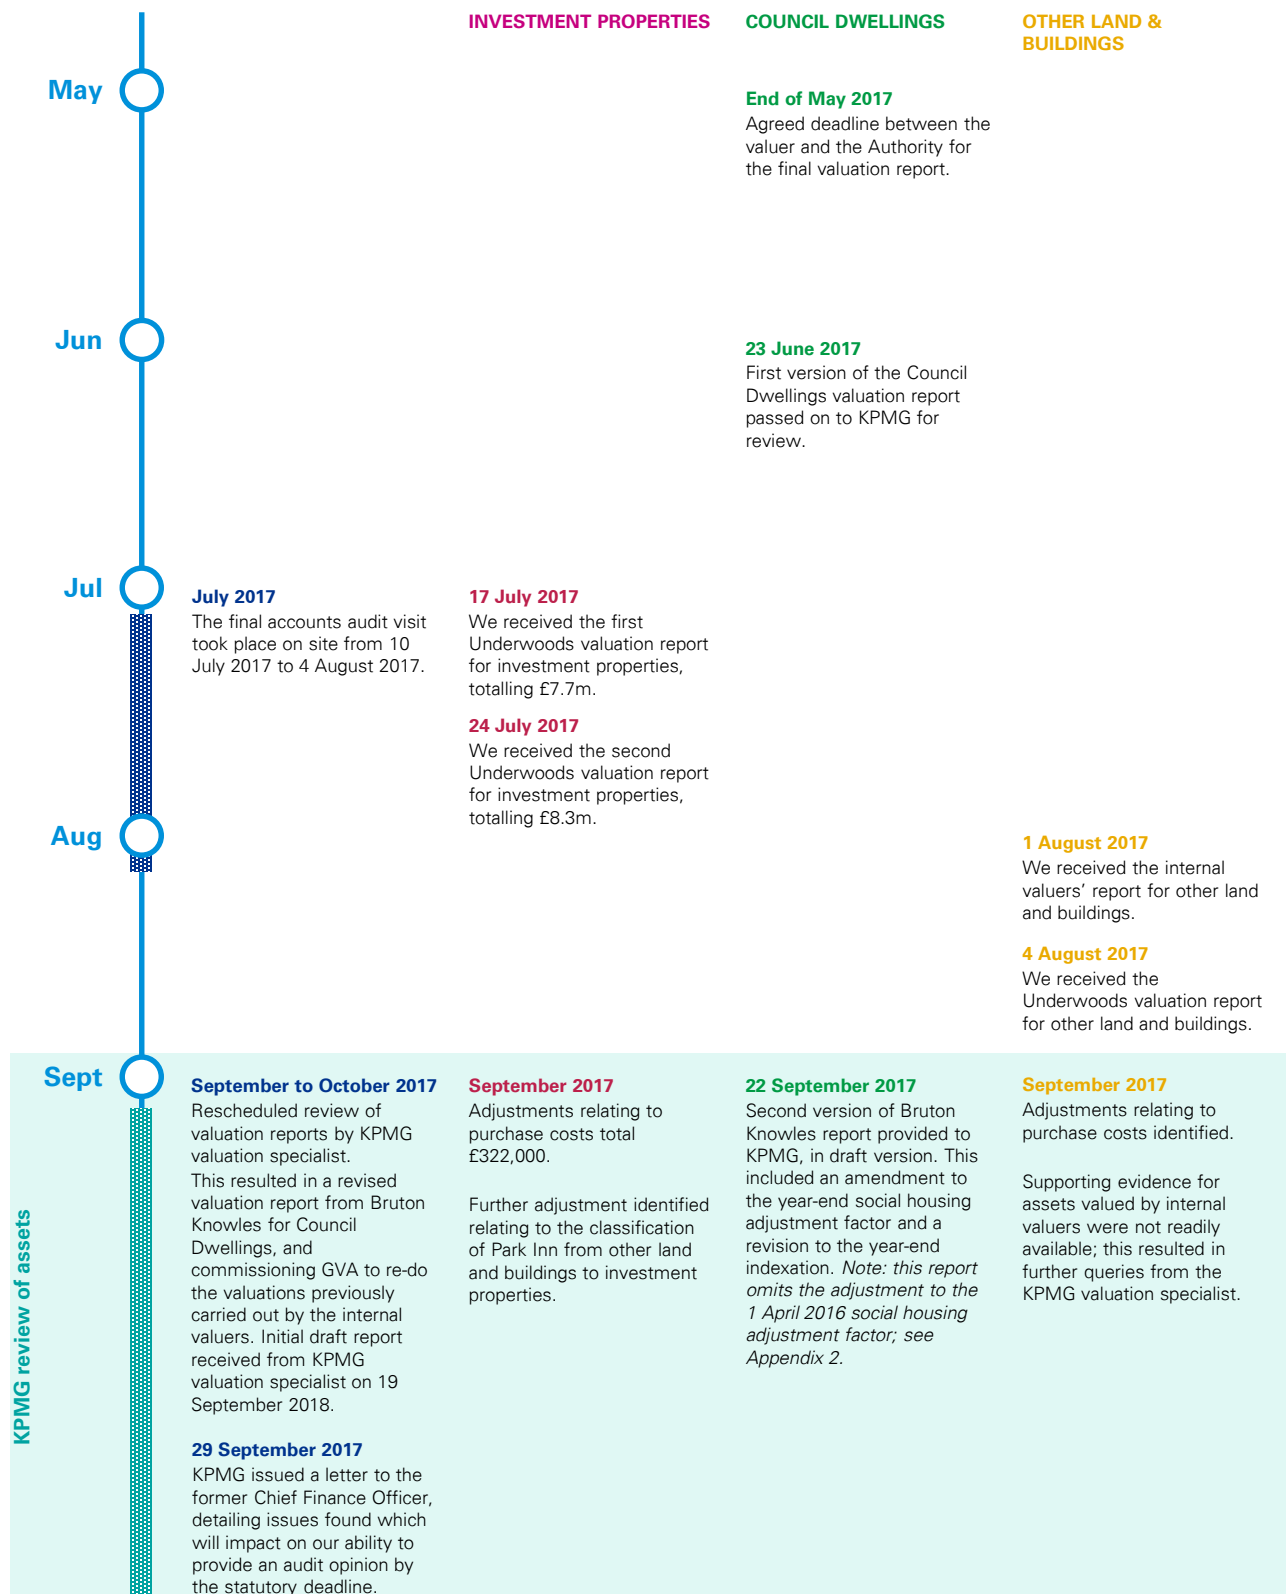 INVESTMENT PROPERTIES
COUNCIL DWELLINGS
OTHER LAND &
BUILDINGS
May
End of May 2017
Agreed deadline between the
valuer and the Authority for
the final valuation report.
Jun
23 June 2017
First version of the Council
Dwellings valuation report
passed on to KPMG for
review.
Jul
July 2017
The final accounts audit visit
took place on site from 10
July 2017 to 4 August 2017.
17 July 2017
We received the first
Underwoods valuation report
for investment properties,
totalling £7.7m.
24 July 2017
We received the second
Underwoods valuation report
for investment properties,
totalling £8.3m.
Aug
1 August 2017
We received the internal
valuers’ report for other land
and buildings.
4 August 2017
We received the
Underwoods valuation report
for other land and buildings.
Sept
KPMG review of assets
September to October 2017
Rescheduled review of
valuation reports by KPMG
valuation specialist.
This resulted in a revised
valuation report from Bruton
Knowles for Council
Dwellings, and
commissioning GVA to re-do
the valuations previously
carried out by the internal
valuers. Initial draft report
received from KPMG
valuation specialist on 19
September 2018.
29 September 2017
KPMG issued a letter to the
former Chief Finance Officer,
detailing issues found which
will impact on our ability to
provide an audit opinion by
the statutory deadline.
September 2017
Adjustments relating to
purchase costs total
£322,000.
Further adjustment identified
relating to the classification
of Park Inn from other land
and buildings to investment
properties.
22 September 2017
Second version of Bruton
Knowles report provided to
KPMG, in draft version. This
included an amendment to
the year-end social housing
adjustment factor and a
revision to the year-end
indexation. Note: this report
omits the adjustment to the
1 April 2016 social housing
adjustment factor; see
Appendix 2.
September 2017
Adjustments relating to
purchase costs identified.
Supporting evidence for
assets valued by internal
valuers were not readily
available; this resulted in
further queries from the
KPMG valuation specialist.